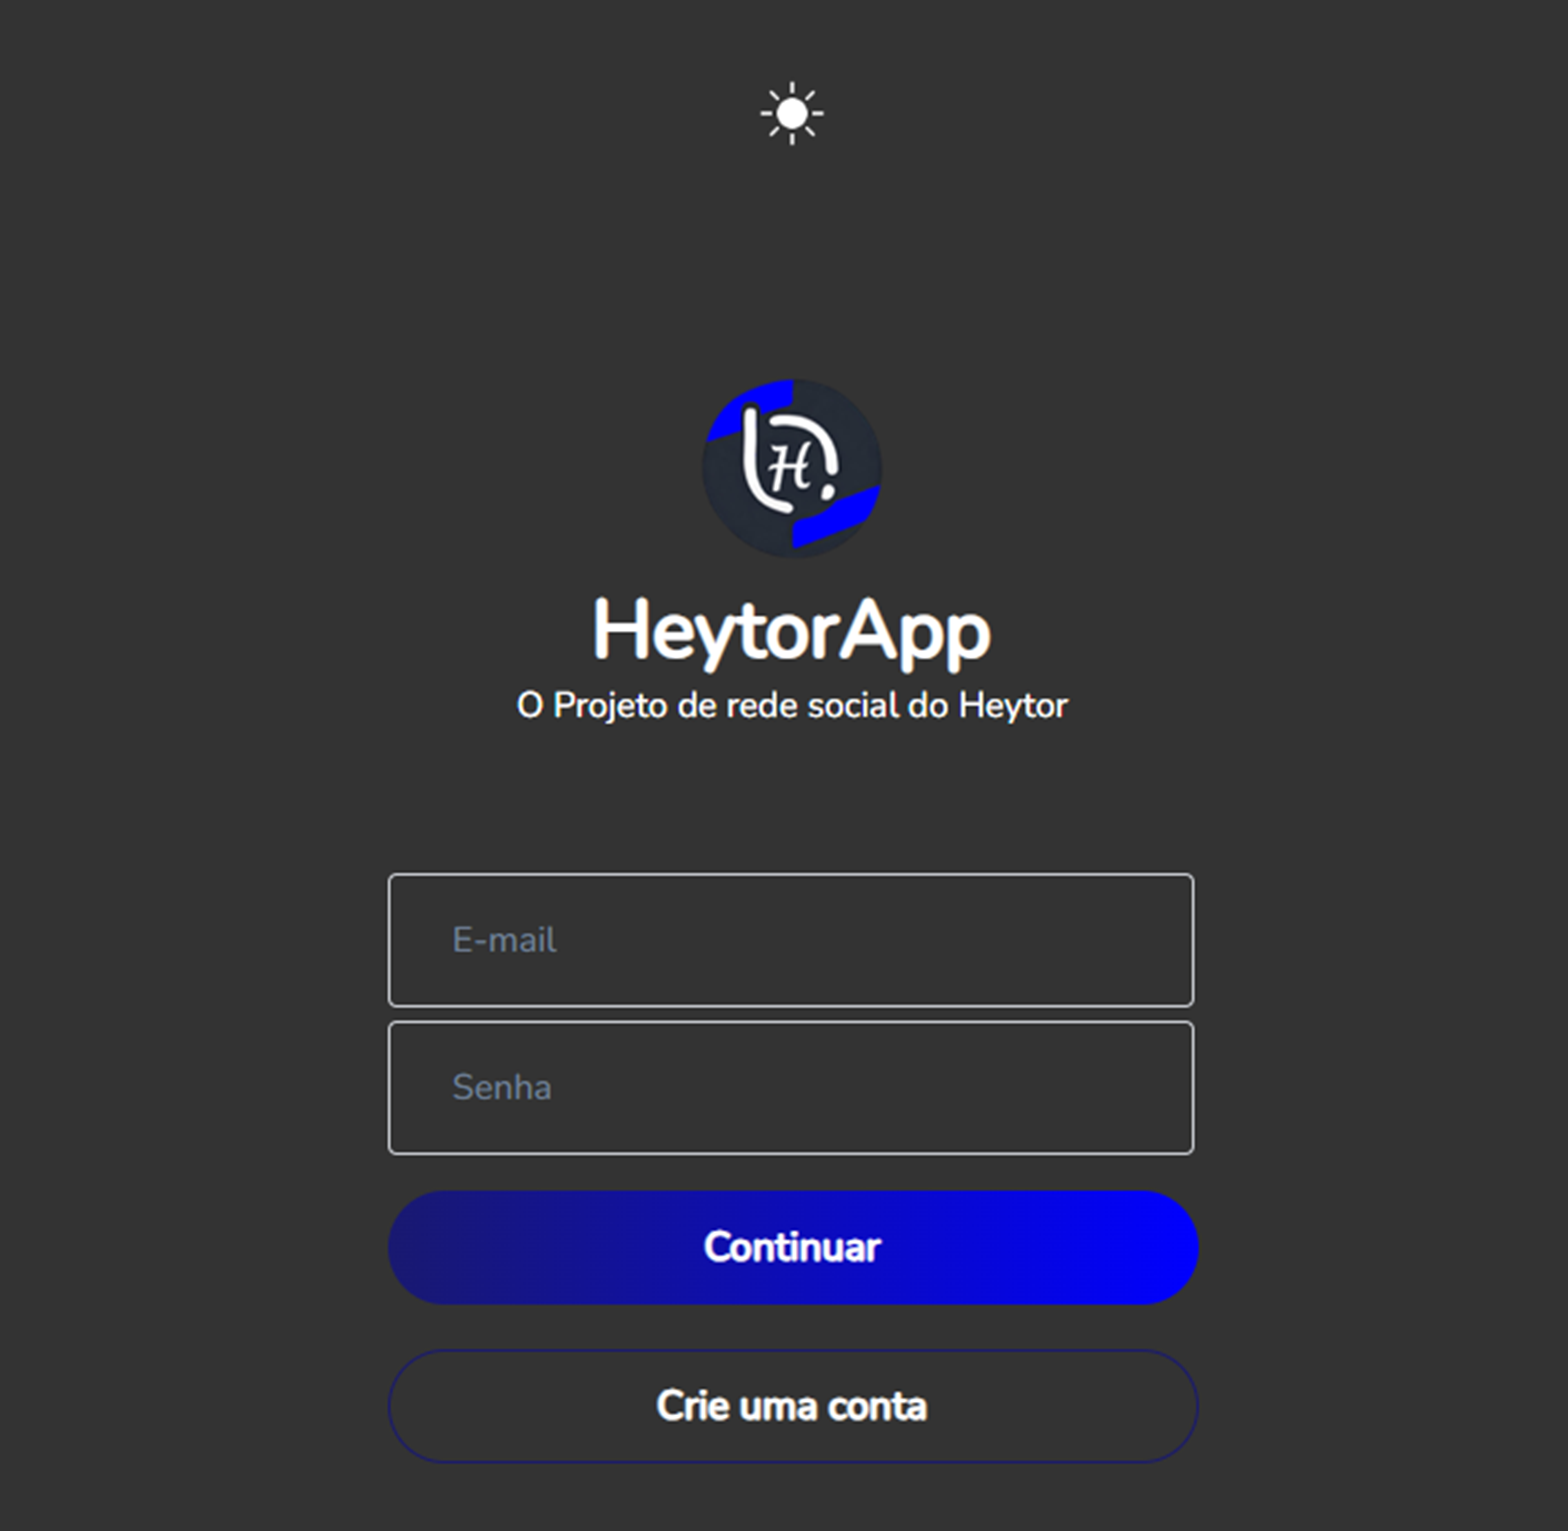 H
HeytorApp
O Projeto de rede social do Heytor
E-mail
Senha
Continuar
Crie uma conta